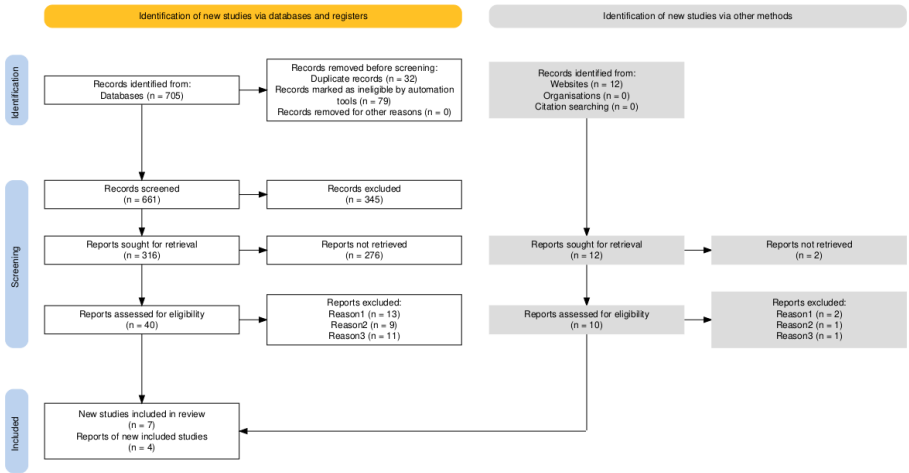 Identification of new studies via databases and registers
Identification of new studies via other methods
Identification
Records identified from:
Databases (n = 705)
Records removed before screening:
Duplicate records (n = 32)
Records marked as ineligible by automation
tools (n = 79)
Records removed for other reasons (n = 0)
Records identified from:
Websites (n = 12)
Organisations (n = 0)
Citation searching (n = 0)
Screening
Records screened
(n = 661)
Records excluded
(n = 345)
Reports sought for retrieval
(n = 316)
Reports not retrieved
(n = 276)
Reports sought for retrieval
(n = 12)
Reports not retrieved
(n = 2)
Reports assessed for eligibility
(n = 40)
Reports excluded:
Reason1 (n = 13)
Reason2 (n = 9)
Reason3 (n = 11)
Reports assessed for eligibility
(n = 10)
Reports excluded:
Reason1 (n = 2)
Reason2 (n = 1)
Reason3 (n = 1)
Included
New studies included in review
(n = 7)
Reports of new included studies
(n = 4)